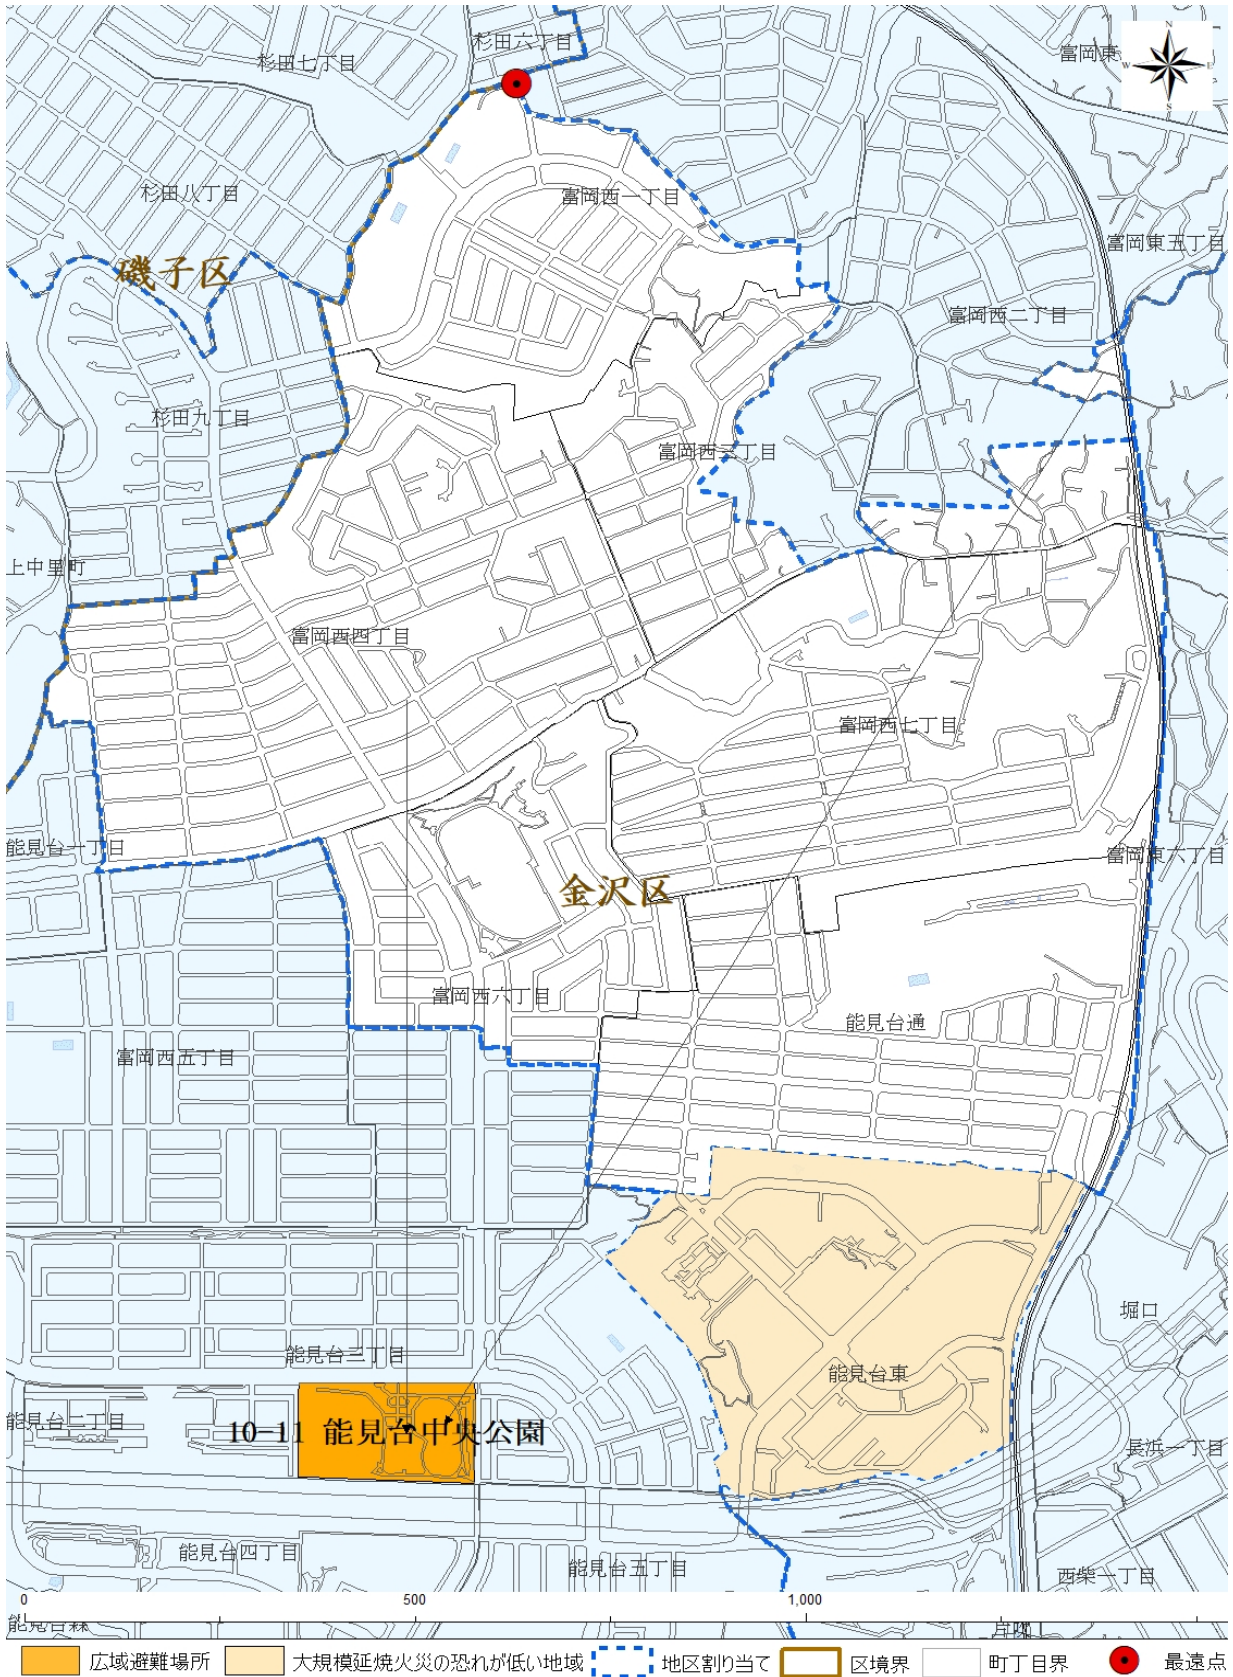 杉田六丁目
杉田七丁目
富岡東
N
W
E
S
杉田八丁目
富岡西一丁目
富岡東五丁目
磯子区
富岡西二丁目
杉田九丁目
富岡西三丁目
上中里町
富岡西四丁目
富岡西七丁目
能見台一丁目
富岡東六丁目
金沢区
富岡西六丁目
能見台通
富岡西五丁目
堀口
能見台三丁目
能見台東
能見台二丁目
10-11 能見台中央公園
長浜一丁目
能見台四丁目
能見台五丁目
西柴一丁目
0 500 1,000
能見台森
広域避難場所 大規模延焼火災の恐れが低い地域 地区割り当て 区境界 町丁目界 最遠点